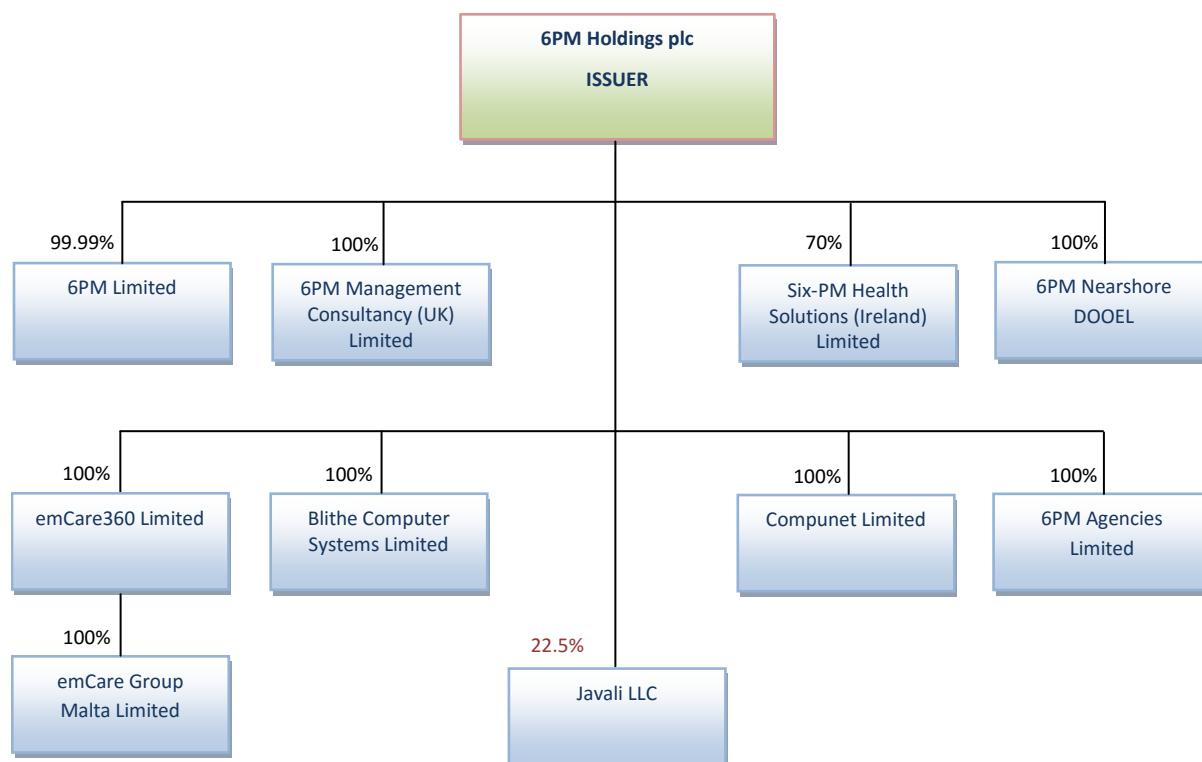 6PM Holdings plc
ISSUER
99.99%
100%
70%
100%
6PM Limited
6PM Management
Consultancy (UK)
Limited
Six-PM Health
Solutions (Ireland)
Limited
6PM Nearshore
DOOEL
100%
100%
100%
100%
emCare360 Limited
Blithe Computer
Systems Limited
Compunet Limited
6PM Agencies
Limited
100%
22.5%
emCare Group
Malta Limited
Javali LLC